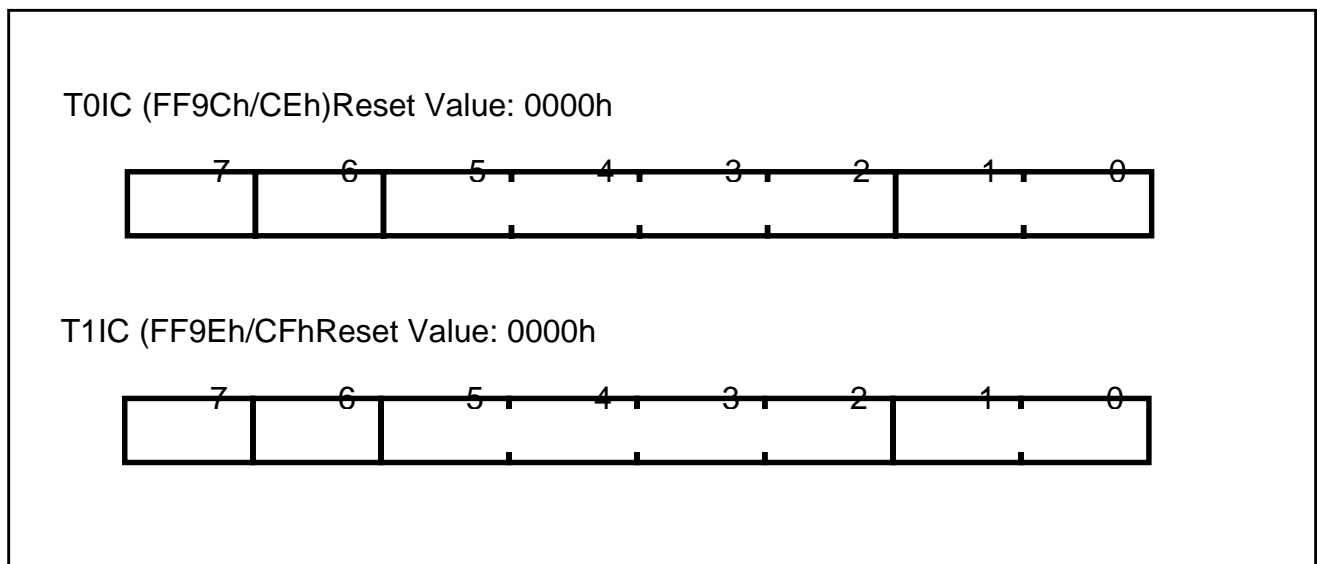 T0IC (FF9Ch/CEh)Reset Value: 0000h
7 6 5 4 3 2 1 0
T1IC (FF9Eh/CFhReset Value: 0000h
7 6 5 4 3 2 1 0